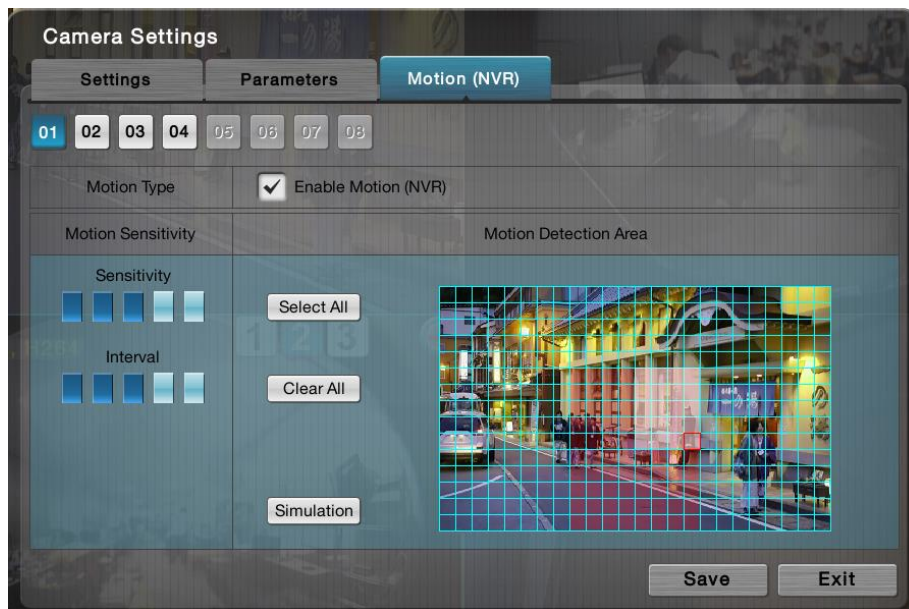 Camera Settings
Settings
Parameters
Motion (NVR)
01 02 03 04 05 06 07 08
Motion Type
Enable Motion (NVR)
Motion Sensitivity
Motion Detection Area
Sensitivity
Select All
Interval
Clear All
Simulation
Save
Exit